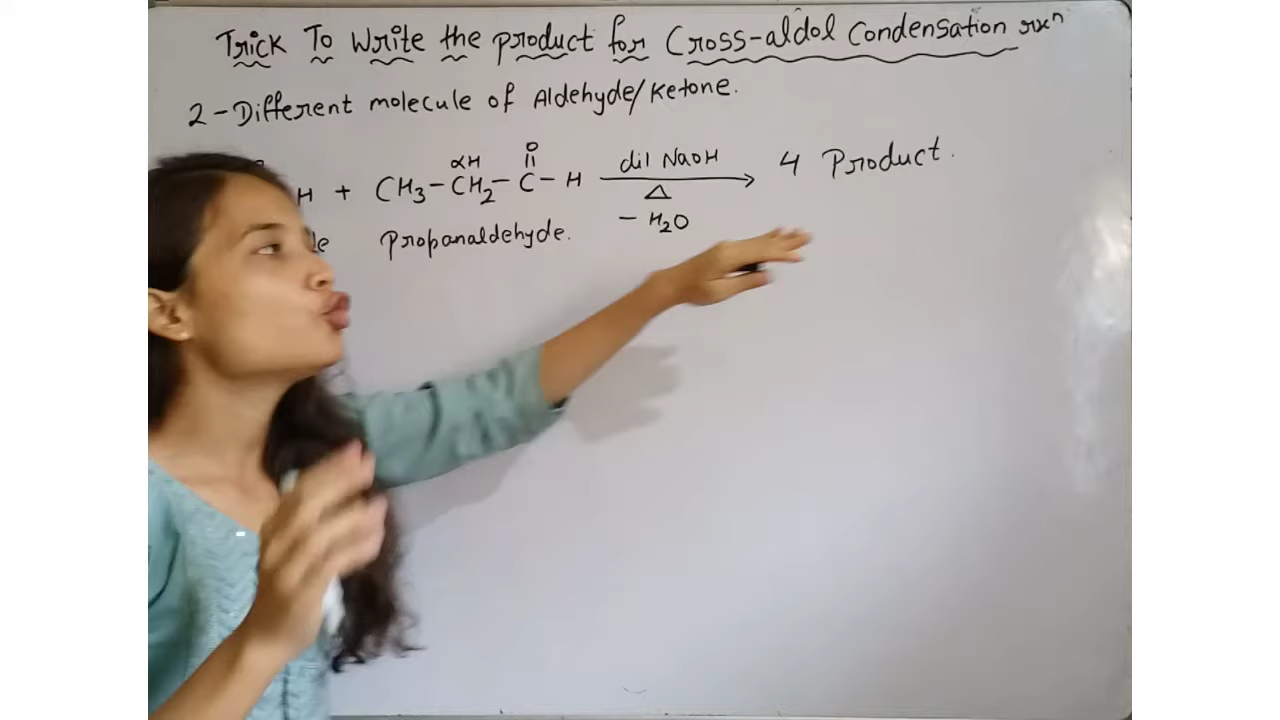 Trick To Write the product for Cross-aldol Condensation rxⁿ
2-Different molecule of Aldehyde/Ketone.
αH O
H + CH₃-CH₂-C-H dil NaOH 4 Product.
Δ
Propanaldehyde. - H₂O